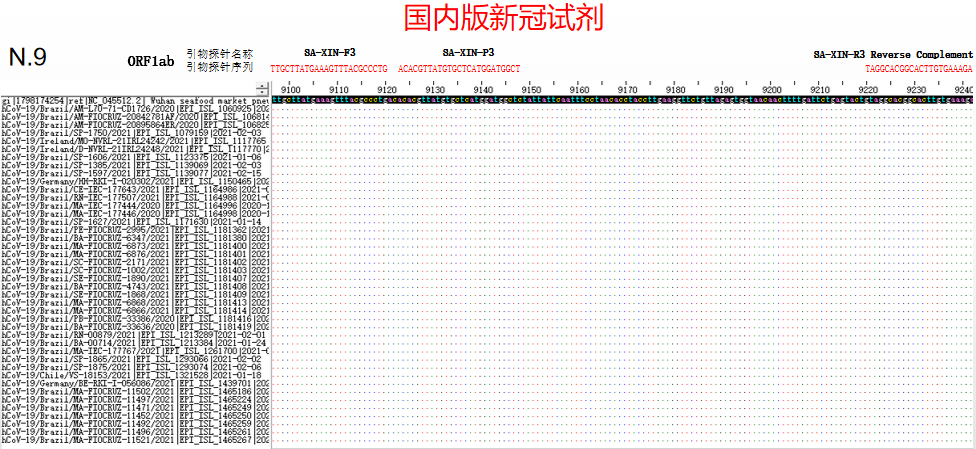 国内版新冠试剂
N.9
ORF1ab
引物探针名称 SA-XIN-F3 SA-XIN-P3 SA-XIN-R3 Reverse Complement
引物探针序列 TTGCTTATGAAAGTTTACGCCCTG ACACGTTATGTGCTCATGGATGGCT TAGGCACGGCACTTGTGAAAGA
9100 9110 9120 9130 9140 9150 9160 9170 9180 9190 9200 9210 9220 9230 9240
gi|1798174254|ref|NC_045512.2| Wuhan seafood market pneu
hCoV-19/Brazil/AM-L70-71-CD1726/2020|EPI_ISL_1060925|202
hCoV-19/Brazil/AM-FIOCRUZ-20842781AF/2020|EPI_ISL_106814
hCoV-19/Brazil/AM-FIOCRUZ-20895864ER/2020|EPI_ISL_106825
hCoV-19/Brazil/SP-1750/2021|EPI_ISL_1079159|2021-02-03
hCoV-19/Ireland/MO-NVRL-21IRL24242/2021|EPI_ISL_1117765
hCoV-19/Ireland/D-NVRL-21IRL24248/2021|EPI_ISL_1117770|2
hCoV-19/Brazil/SP-1606/2021|EPI_ISL_1123375|2021-01-06
hCoV-19/Brazil/SP-1385/2021|EPI_ISL_1139069|2021-02-03
hCoV-19/Brazil/SP-1597/2021|EPI_ISL_1139077|2021-02-15
hCoV-19/Germany/HH-RKI-I-020302/2021|EPI_ISL_1150465|202
hCoV-19/Brazil/CE-IEC-177643/2021|EPI_ISL_1164986|2021-0
hCoV-19/Brazil/RN-IEC-177507/2021|EPI_ISL_1164988|2021-0
hCoV-19/Brazil/MA-IEC-177444/2020|EPI_ISL_1164996|2020-1
hCoV-19/Brazil/MA-IEC-177446/2020|EPI_ISL_1164998|2020-1
hCoV-19/Brazil/SP-1627/2021|EPI_ISL_1171630|2021-01-14
hCoV-19/Brazil/PE-FIOCRUZ-2995/2021|EPI_ISL_1181362|2021
hCoV-19/Brazil/BA-FIOCRUZ-6347/2021|EPI_ISL_1181380|2021
hCoV-19/Brazil/MA-FIOCRUZ-6873/2021|EPI_ISL_1181400|2021
hCoV-19/Brazil/MA-FIOCRUZ-6876/2021|EPI_ISL_1181401|2021
hCoV-19/Brazil/SC-FIOCRUZ-2171/2021|EPI_ISL_1181402|2021
hCoV-19/Brazil/SC-FIOCRUZ-1002/2021|EPI_ISL_1181403|2021
hCoV-19/Brazil/SE-FIOCRUZ-1890/2021|EPI_ISL_1181407|2021
hCoV-19/Brazil/BA-FIOCRUZ-4743/2021|EPI_ISL_1181408|2021
hCoV-19/Brazil/SE-FIOCRUZ-1868/2021|EPI_ISL_1181409|2021
hCoV-19/Brazil/MA-FIOCRUZ-6868/2021|EPI_ISL_1181413|2021
hCoV-19/Brazil/MA-FIOCRUZ-6866/2021|EPI_ISL_1181414|2021
hCoV-19/Brazil/PB-FIOCRUZ-33386/2020|EPI_ISL_1181416|202
hCoV-19/Brazil/BA-FIOCRUZ-33636/2020|EPI_ISL_1181419|202
hCoV-19/Brazil/RN-00879/2021|EPI_ISL_1213289|2021-02-01
hCoV-19/Brazil/BA-00714/2021|EPI_ISL_1213384|2021-01-24
hCoV-19/Brazil/MA-IEC-177767/2021|EPI_ISL_1261700|2021-0
hCoV-19/Brazil/SP-1865/2021|EPI_ISL_1293066|2021-02-02
hCoV-19/Brazil/SP-1875/2021|EPI_ISL_1293074|2021-02-06
hCoV-19/Chile/VS-18153/2021|EPI_ISL_1321528|2021-01-18
hCoV-19/Germany/BE-RKI-I-056086/2021|EPI_ISL_1439701|202
hCoV-19/Brazil/MA-FIOCRUZ-11502/2021|EPI_ISL_1465186|202
hCoV-19/Brazil/MA-FIOCRUZ-11497/2021|EPI_ISL_1465224|202
hCoV-19/Brazil/MA-FIOCRUZ-11471/2021|EPI_ISL_1465249|202
hCoV-19/Brazil/MA-FIOCRUZ-11452/2021|EPI_ISL_1465250|202
hCoV-19/Brazil/MA-FIOCRUZ-11492/2021|EPI_ISL_1465259|202
hCoV-19/Brazil/MA-FIOCRUZ-11496/2021|EPI_ISL_1465261|202
hCoV-19/Brazil/MA-FIOCRUZ-11521/2021|EPI_ISL_1465267|202